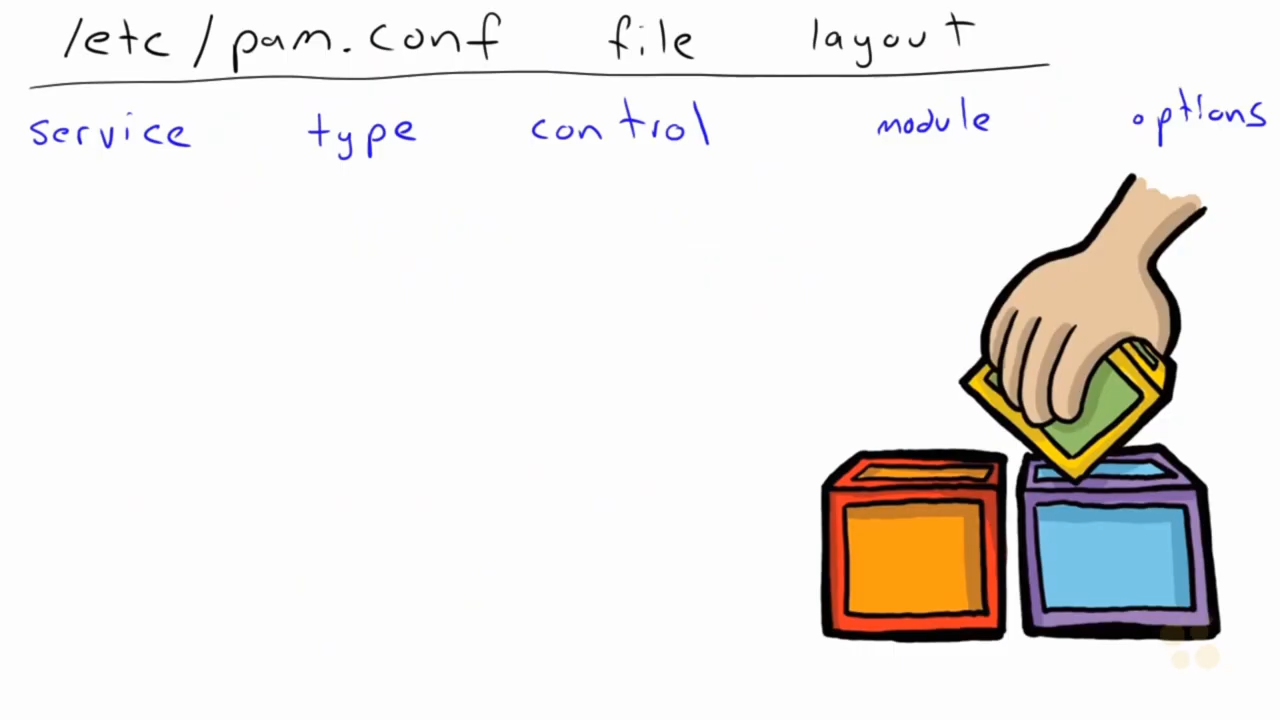 /etc/pam.conf file layout
service type control module options